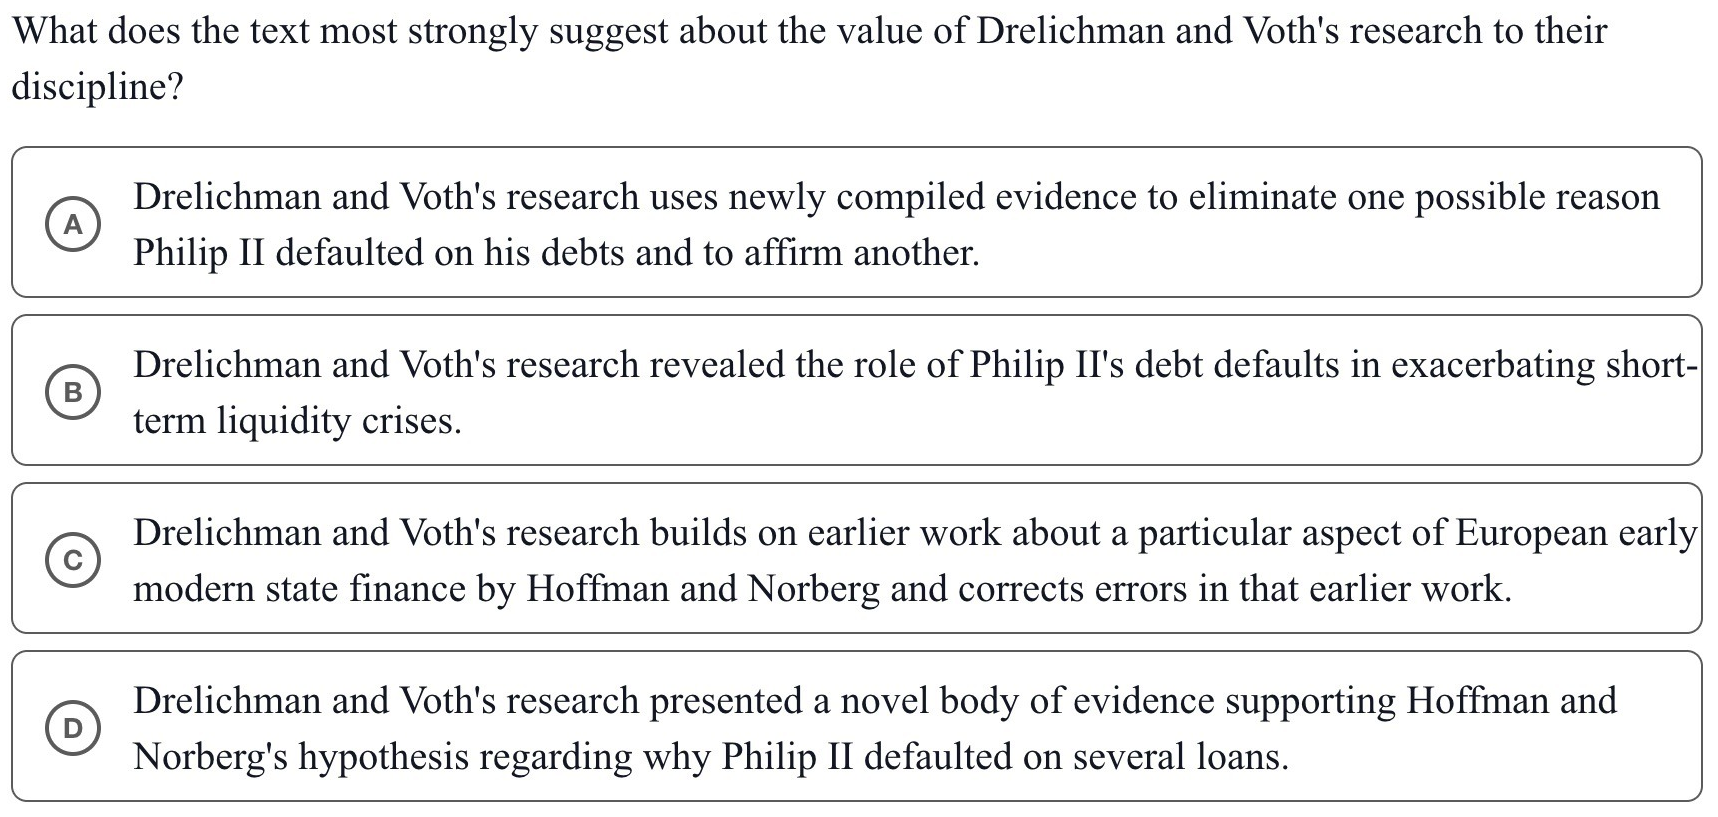 What does the text most strongly suggest about the value of Drelichman and Voth's research to their
discipline?
A
Drelichman and Voth's research uses newly compiled evidence to eliminate one possible reason
Philip II defaulted on his debts and to affirm another.
B
Drelichman and Voth's research revealed the role of Philip II's debt defaults in exacerbating short-
term liquidity crises.
C
Drelichman and Voth's research builds on earlier work about a particular aspect of European early
modern state finance by Hoffman and Norberg and corrects errors in that earlier work.
D
Drelichman and Voth's research presented a novel body of evidence supporting Hoffman and
Norberg's hypothesis regarding why Philip II defaulted on several loans.